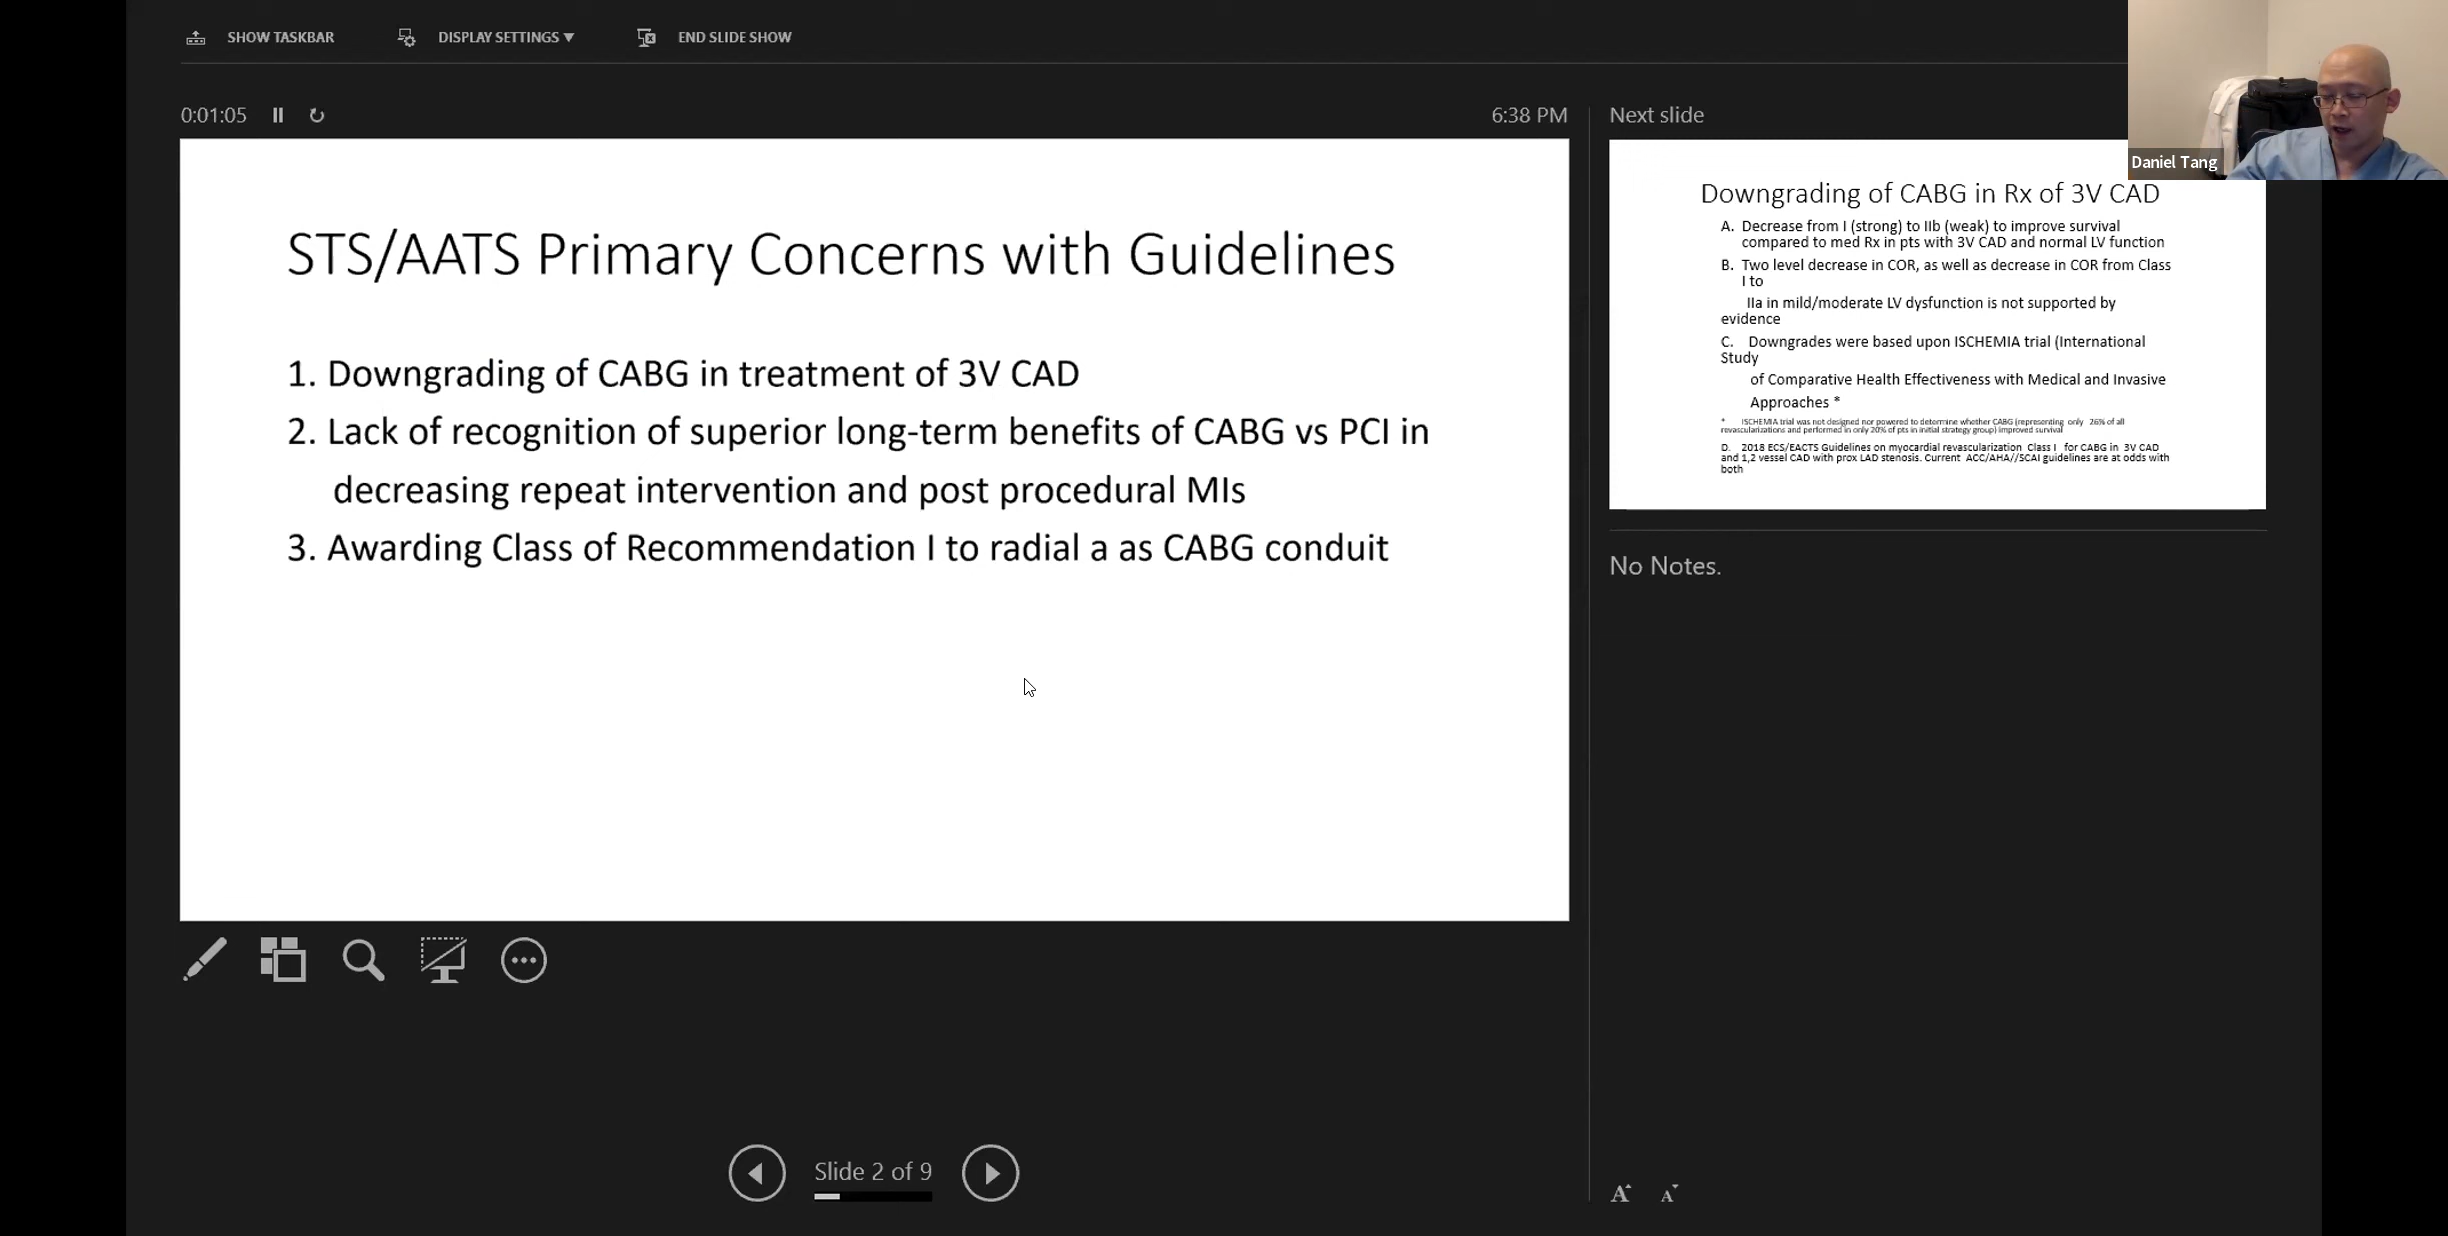 SHOW TASKBAR
DISPLAY SETTINGS ▼
END SLIDE SHOW
0:01:05
6:38 PM
STS/AATS Primary Concerns with Guidelines
1. Downgrading of CABG in treatment of 3V CAD
2. Lack of recognition of superior long-term benefits of CABG vs PCI in
decreasing repeat intervention and post procedural MIs
3. Awarding Class of Recommendation I to radial a as CABG conduit
Slide 2 of 9
Next slide
Daniel Tang
Downgrading of CABG in Rx of 3V CAD
A. Decrease from I (strong) to IIb (weak) to improve survival
compared to med Rx in pts with 3V CAD and normal LV function
B. Two level decrease in COR, as well as decrease in COR from Class
I to
IIa in mild/moderate LV dysfunction is not supported by
evidence
C. Downgrades were based upon ISCHEMIA trial (International
Study
of Comparative Health Effectiveness with Medical and Invasive
Approaches *
* ISCHEMIA trial was not designed nor powered to determine whether CABG (representing only 26% of all
revascularizations and performed in only 20% of pts in initial strategy group) improved survival
D. 2018 ECS/EACTS Guidelines on myocardial revascularization Class I for CABG in 3V CAD
and 1,2 vessel CAD with prox LAD stenosis. Current ACC/AHA//SCAI guidelines are at odds with
both
No Notes.
A A